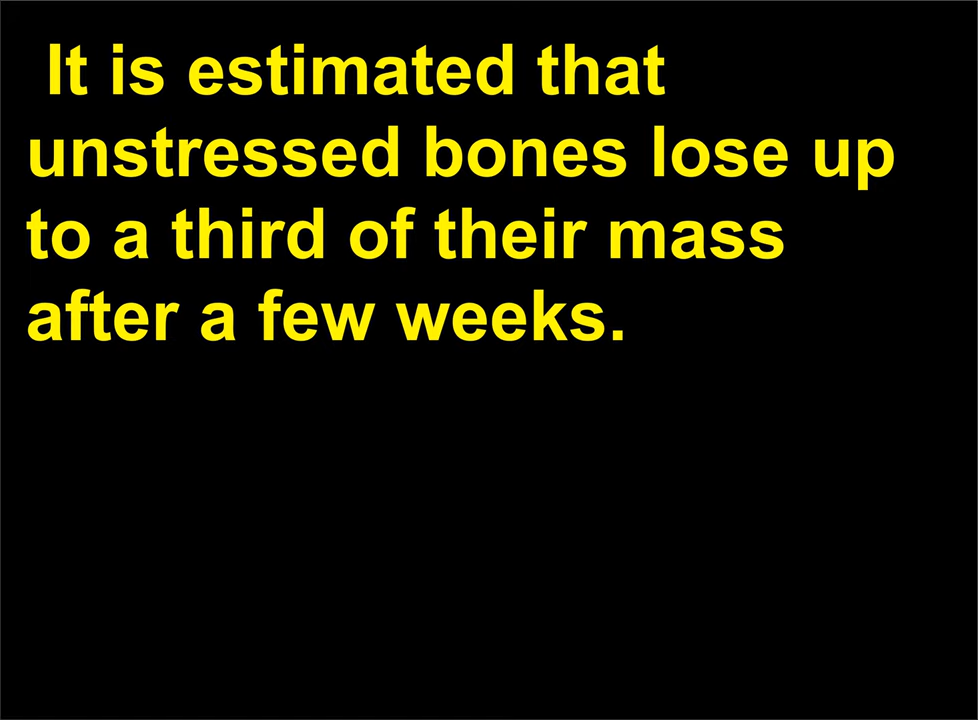 It is estimated that
unstressed bones lose up
to a third of their mass
after a few weeks.